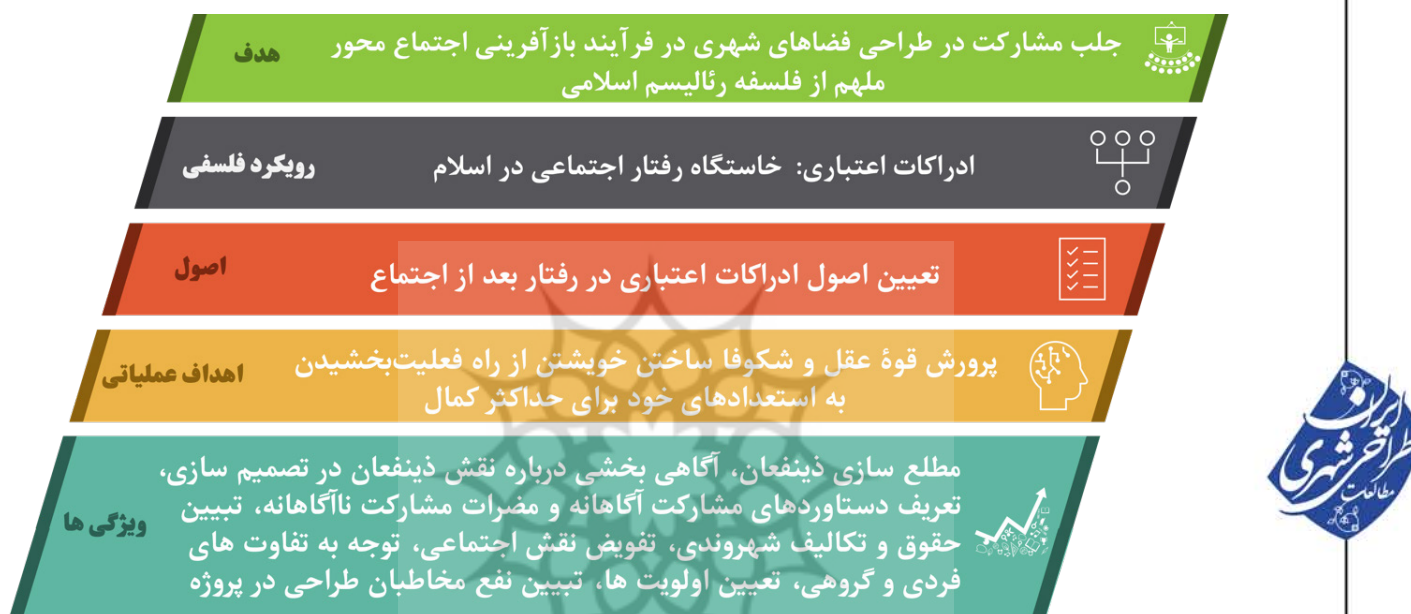 جلب مشارکت در طراحی فضاهای شهری در فرآیند بازآفرینی اجتماع محور
ملهم از فلسفه رئالیسم اسلامی
هدف
ادراکات اعتباری: خاستگاه رفتار اجتماعی در اسلام
رویکرد فلسفی
تعیین اصول ادراکات اعتباری در رفتار بعد از اجتماع
اصول
پرورش قوۀ عقل و شکوفا ساختن خویشتن از راه فعلیت‌بخشیدن
به استعدادهای خود برای حداکثر کمال
اهداف عملیاتی
مطلع سازی ذینفعان، آگاهی بخشی درباره نقش ذینفعان در تصمیم سازی،
تعریف دستاوردهای مشارکت آگاهانه و مضرات مشارکت ناآگاهانه، تبیین
حقوق و تکالیف شهروندی، تفویض نقش اجتماعی، توجه به تفاوت های
فردی و گروهی، تعیین اولویت ها، تبیین نفع مخاطبان طراحی در پروژه
ویژگی ها
مطالعات
طراحی شهری
ایران